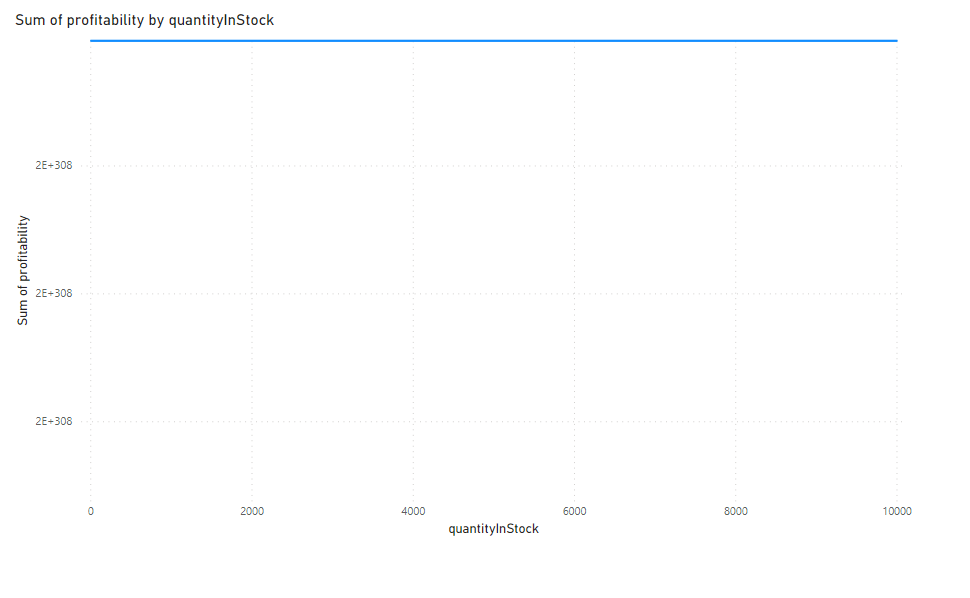 Sum of profitability by quantityInStock
2E+308
2E+308
2E+308
Sum of profitability
0 2000 4000 6000 8000 10000
quantityInStock